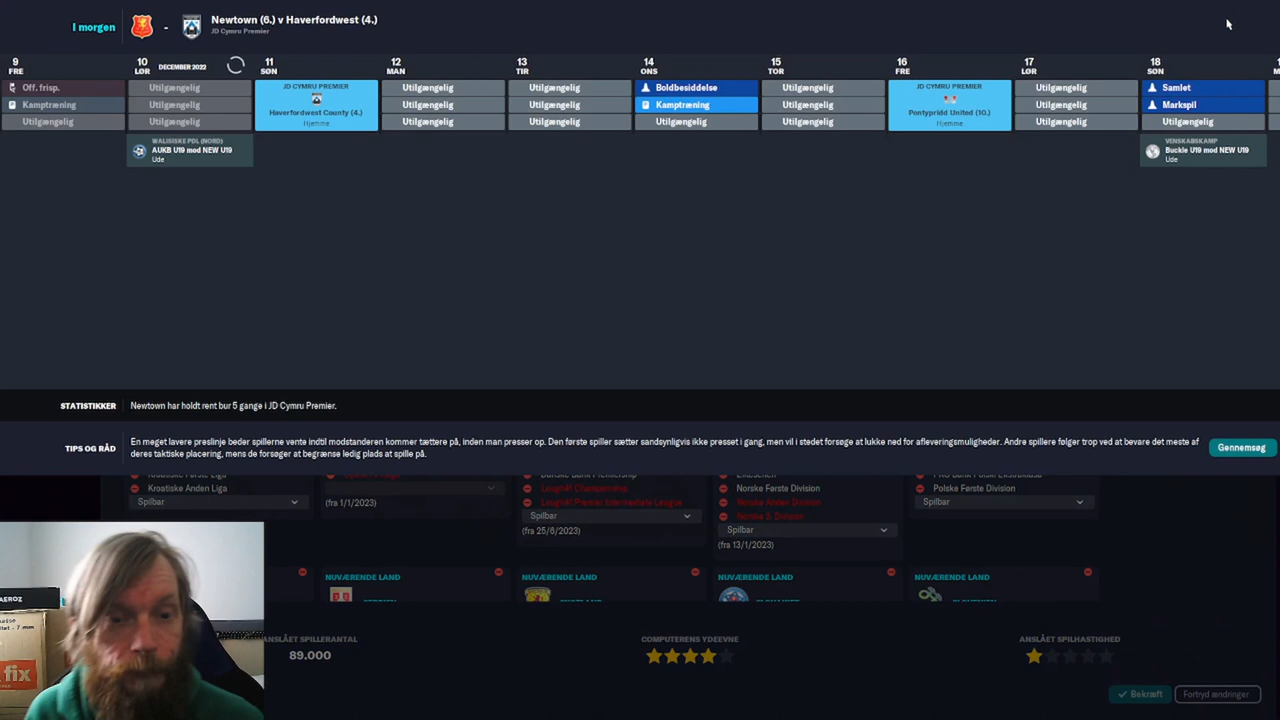 I morgen
-
Newtown (6.) v Haverfordwest (4.)
JD Cymru Premier
9
FRE
10
LØR
DECEMBER 2022
11
SØN
12
MAN
13
TIR
14
ONS
15
TOR
16
FRE
17
LØR
18
SØN
Off. frisp.
Kamptræning
Utilgængelig
Utilgængelig
Utilgængelig
Utilgængelig
JD CYMRU PREMIER
Haverfordwest County (4.)
Hjemme
Utilgængelig
Utilgængelig
Utilgængelig
Utilgængelig
Utilgængelig
Utilgængelig
Boldbesiddelse
Kamptræning
Utilgængelig
Utilgængelig
Utilgængelig
Utilgængelig
JD CYMRU PREMIER
Pontypridd United (10.)
Hjemme
Utilgængelig
Utilgængelig
Utilgængelig
Samlet
Markspil
Utilgængelig
WALISISKE PDL (NORD)
AUKB U19 mod NEW U19
Ude
VENSKABSKAMP
Buckle U19 mod NEW U19
Ude
STATISTIKKER
Newtown har holdt rent bur 5 gange i JD Cymru Premier.
TIPS OG RÅD
En meget lavere preslinje beder spillerne vente indtil modstanderen kommer tættere på, inden man presser op. Den første spiller sætter sandsynligvis ikke presset i gang, men vil i stedet forsøge at lukke ned for afleveringsmuligheder. Andre spillere følger trop ved at bevare det meste af
deres taktiske placering, mens de forsøger at begrænse ledig plads at spille på.
Gennemsøg
Kroatiske Anden Liga
Spilbar
(fra 1/1/2023)
Spilbar
(fra 25/6/2023)
Norske Første Division
Norske Anden Division
Spilbar
(fra 13/1/2023)
Polske Første Division
Spilbar
NUVÆRENDE LAND
NUVÆRENDE LAND
NUVÆRENDE LAND
NUVÆRENDE LAND
ANSLÅET SPILLERANTAL
89.000
COMPUTERENS YDEEVNE
ANSLÅET SPILHASTIGHED
Bekræft
Fortryd ændringer
AEROZ
fix